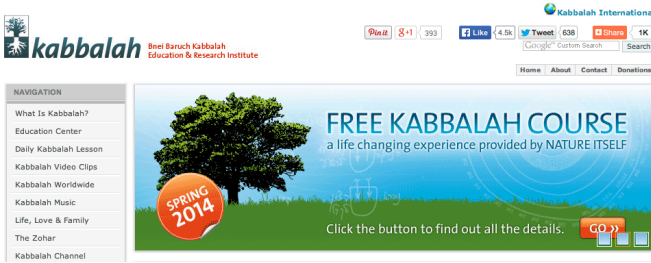 Kabbalah Internationa
kabbalah
Bnei Baruch Kabbalah
Education & Research Institute
Pin it
g+1
393
Like
4.5k
Tweet
638
Share
1K
Google™ Custom Search
Search
Home
About
Contact
Donations
NAVIGATION
What Is Kabbalah?
Education Center
Daily Kabbalah Lesson
Kabbalah Video Clips
Kabbalah Worldwide
Kabbalah Music
Life, Love & Family
The Zohar
Kabbalah Channel
FREE KABBALAH COURSE
a life changing experience provided by NATURE ITSELF
SPRING
2014
Click the button to find out all the details.
GO »